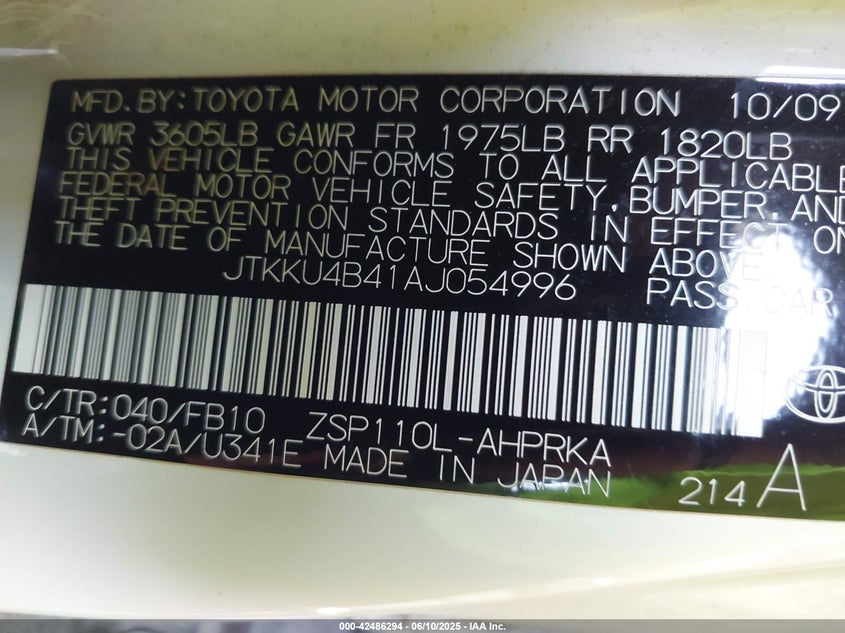 MFD.BY:TOYOTA MOTOR CORPORATION 10/09
GVWR 3605LB GAWR FR 1975LB RR 1820LB
THIS VEHICLE CONFORMS TO ALL APPLICABLE
FEDERAL MOTOR VEHICLE SAFETY,BUMPER,AND
THEFT PREVENTION STANDARDS IN EFFECT ON
THE DATE OF MANUFACTURE SHOWN ABOVE.
JTKKU4B41AJ054996 PASS.CAR
C/TR:040/FB10 ZSP110L-AHPRKA
A/TM:-02A/U341E MADE IN JAPAN
214A
000-42486294 - 06/10/2025 - IAA Inc.